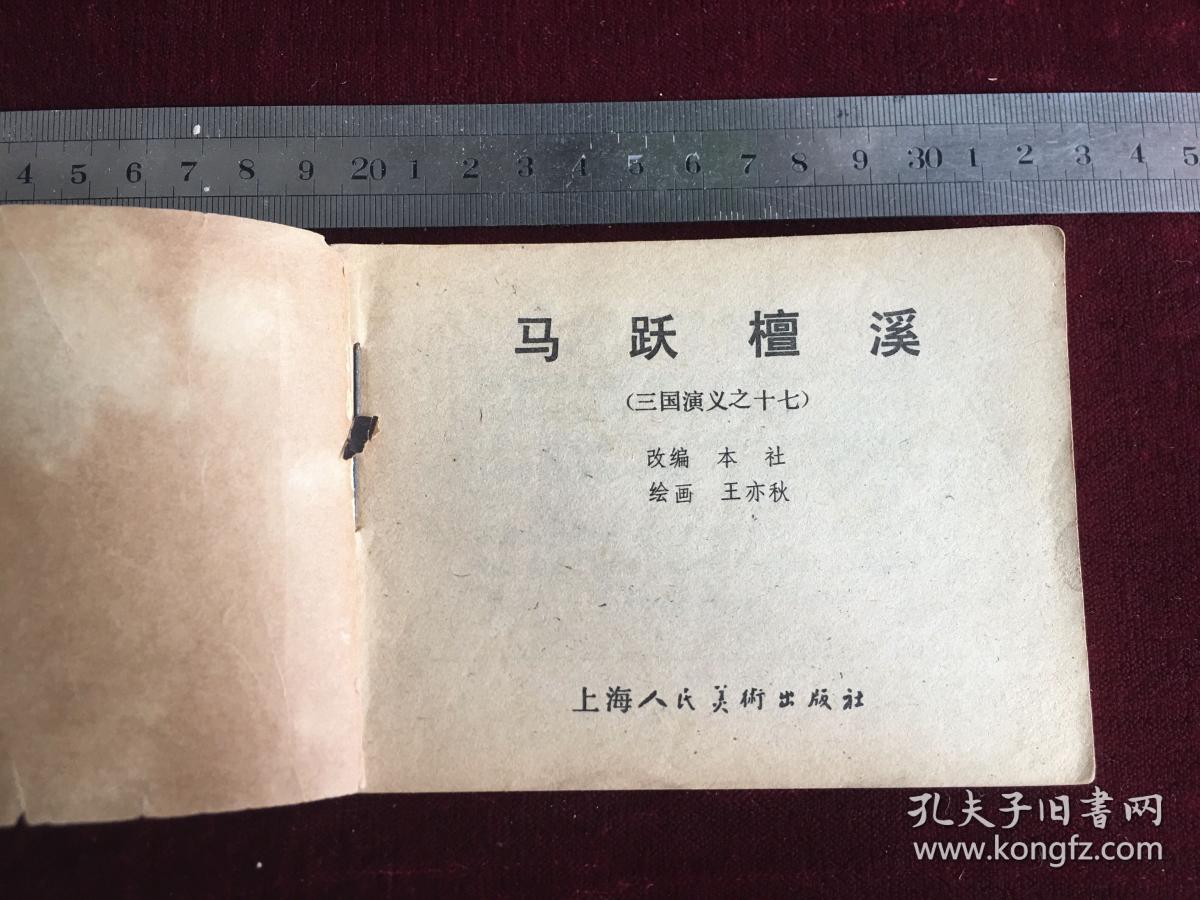 4 5 6 7 8 9 20 1 2 3 4 5 6 7 8 9 30 1 2 3 4 5
马跃檀溪
(三国演义之十七)
改编 本社
绘画 王亦秋
上海人民美術出版社
孔夫子旧书网
www.kongfz.com